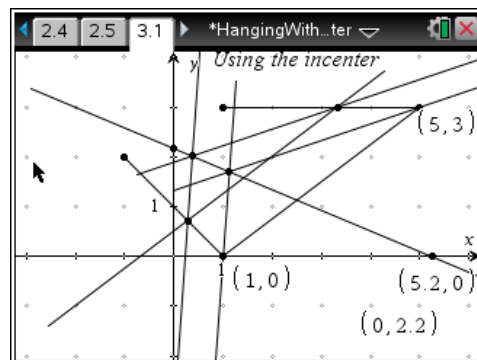 2.4 2.5 3.1 *HangingWith…ter
y Using the incenter
(5,3)
1
x
1 (1,0) (5.2,0)
(0,2.2)